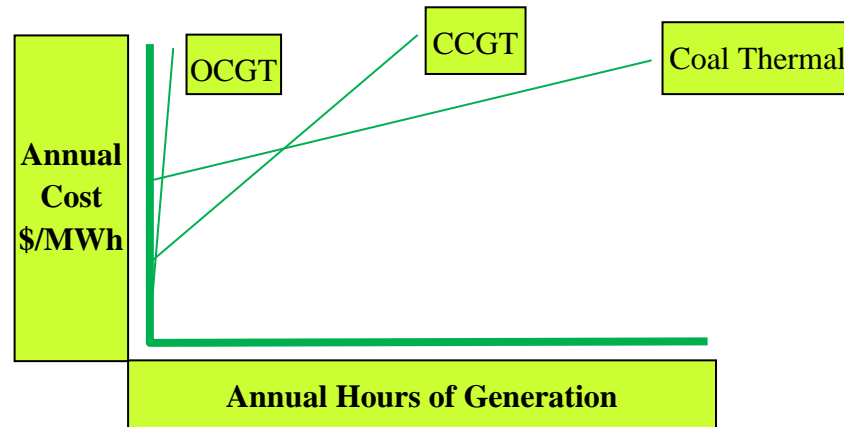 OCGT
CCGT
Coal Thermal
Annual
Cost
$/MWh
Annual Hours of Generation